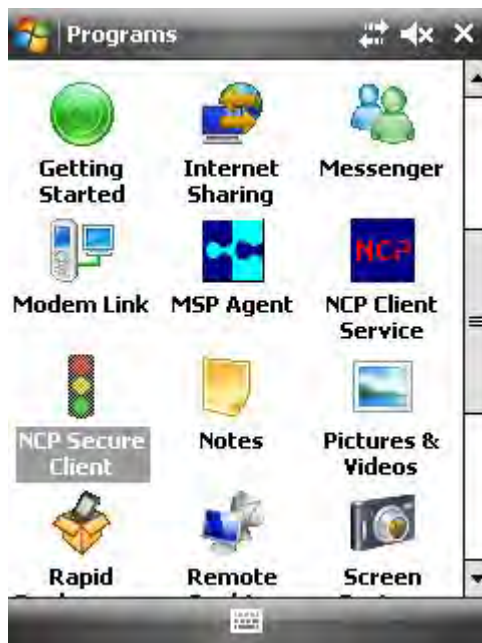 Programs
Getting Started
Internet Sharing
Messenger
Modem Link
MSP Agent
NCP
NCP Client Service
NCP Secure Client
Notes
Pictures & Videos
Rapid
Remote
Screen